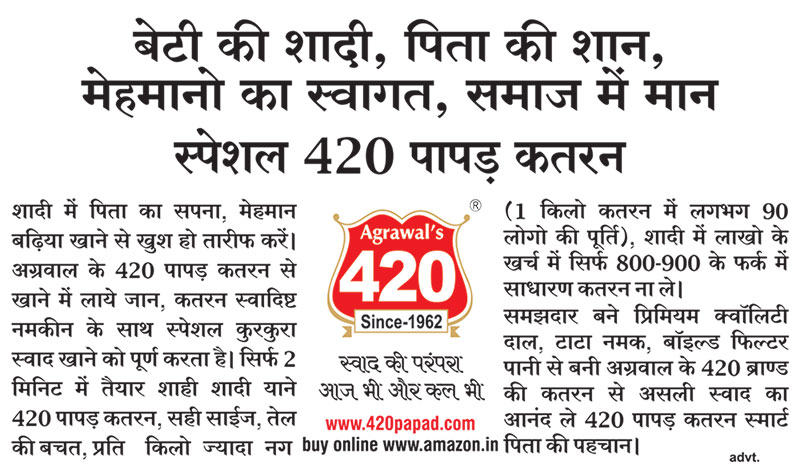 बेटी की शादी, पिता की शान,
मेहमानो का स्वागत, समाज में मान
स्पेशल 420 पापड़ कतरन
शादी में पिता का सपना, मेहमान
बढ़िया खाने से खुश हो तारीफ करें।
अग्रवाल के 420 पापड़ कतरन से
खाने में लाये जान, कतरन स्वादिष्ट
नमकीन के साथ स्पेशल कुरकुरा
स्वाद खाने को पूर्ण करता है। सिर्फ 2
मिनिट में तैयार शाही शादी याने
420 पापड़ कतरन, सही साईज, तेल
की बचत, प्रति किलो ज्यादा नग
®
Agrawal's
420
Since-1962
स्वाद की परंपरा
आज भी और कल भी
www.420papad.com
buy online www.amazon.in
(1 किलो कतरन में लगभग 90
लोगो की पूर्ति), शादी में लाखो के
खर्च में सिर्फ 800-900 के फर्क में
साधारण कतरन ना ले।
समझदार बने प्रिमियम क्वॉलिटी
दाल, टाटा नमक, बॉइल्ड फिल्टर
पानी से बनी अग्रवाल के 420 ब्राण्ड
की कतरन से असली स्वाद का
आनंद ले 420 पापड़ कतरन स्मार्ट
पिता की पहचान।
advt.